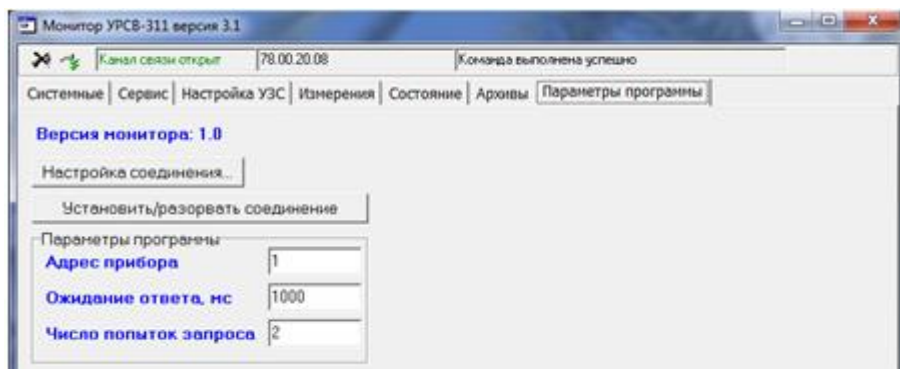 Монитор УРСВ-311 версия 3.1
Канал связи открыт 78.00.20.08 Команда выполнена успешно
Системные Сервис Настройка УЗС Измерения Состояние Архивы Параметры программы
Версия монитора: 1.0
Настройка соединения...
Установить/разорвать соединение
Параметры программы
Адрес прибора 1
Ожидание ответа, мс 1000
Число попыток запроса 2